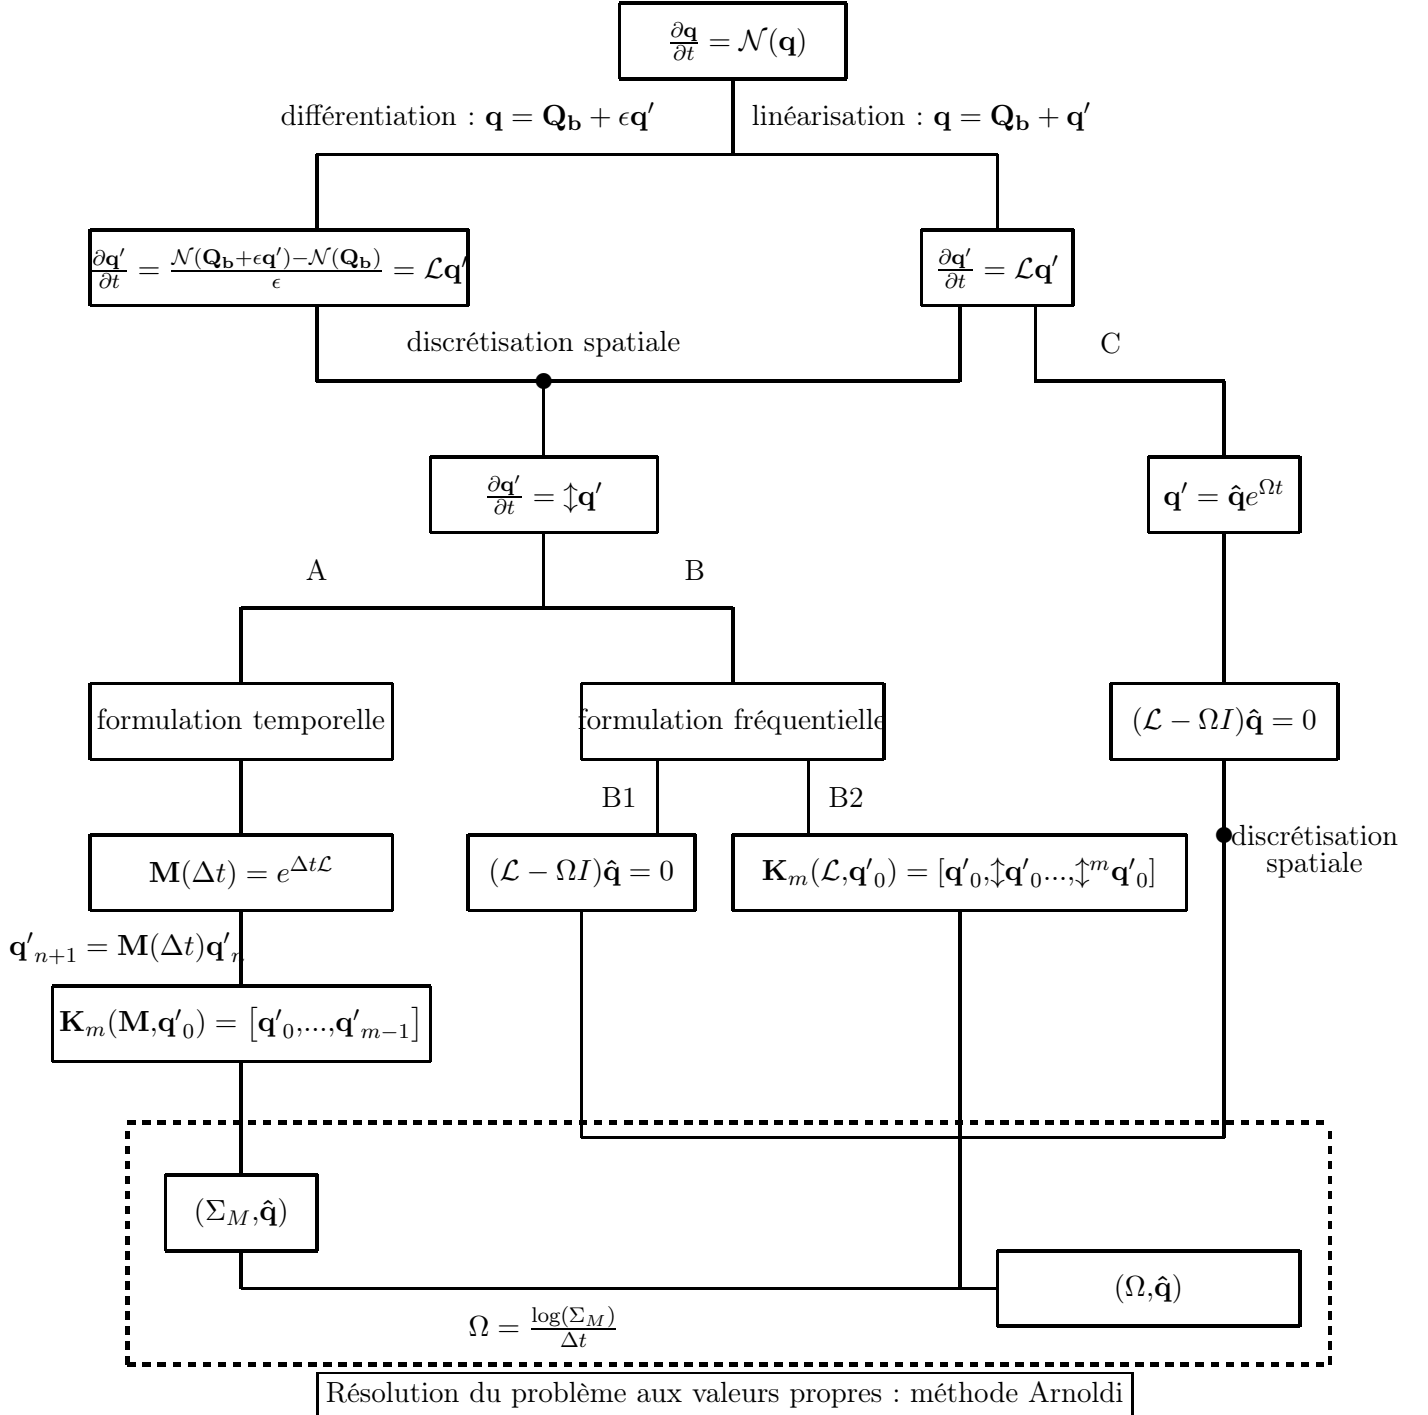 ∂q/∂t = 𝒩(q)
différentiation : q = Q_b + ϵq′
linéarisation : q = Q_b + q′
∂q′/∂t = (𝒩(Q_b+ϵq′)−𝒩(Q_b))/ϵ = ℒq′
∂q′/∂t = ℒq′
discrétisation spatiale
C
∂q′/∂t = ↕q′
q′ = q̂e^{Ωt}
A
B
formulation temporelle
formulation fréquentielle
(ℒ − ΩI)q̂ = 0
B1
B2
discrétisation
spatiale
M(Δt) = e^{Δtℒ}
(ℒ − ΩI)q̂ = 0
K_m(ℒ,q′_0) = [q′_0,↕q′_0...,↕^m q′_0]
q′_{n+1} = M(Δt)q′_n
K_m(M,q′_0) = [q′_0,...,q′_{m−1}]
(Σ_M,q̂)
(Ω,q̂)
Ω = log(Σ_M)/Δt
Résolution du problème aux valeurs propres : méthode Arnoldi